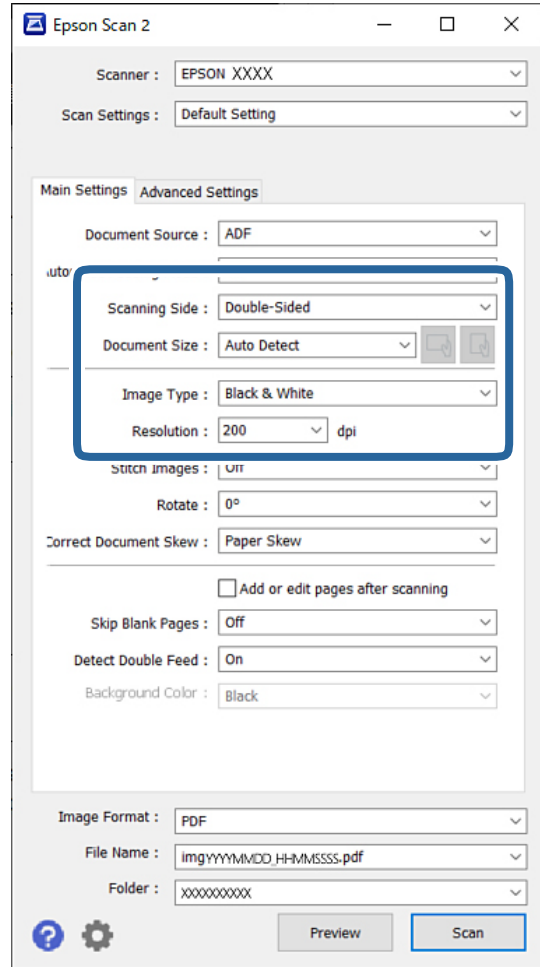 Epson Scan 2
Scanner : EPSON XXXX
Scan Settings : Default Setting
Main Settings Advanced Settings
Document Source : ADF
Scanning Side : Double-Sided
Document Size : Auto Detect
Image Type : Black & White
Resolution : 200 dpi
Stitch Images : Off
Rotate : 0°
Correct Document Skew : Paper Skew
Add or edit pages after scanning
Skip Blank Pages : Off
Detect Double Feed : On
Background Color : Black
Image Format : PDF
File Name : imgYYYYMMDD_HHMMSSSS.pdf
Folder : XXXXXXXXXX
? Preview Scan